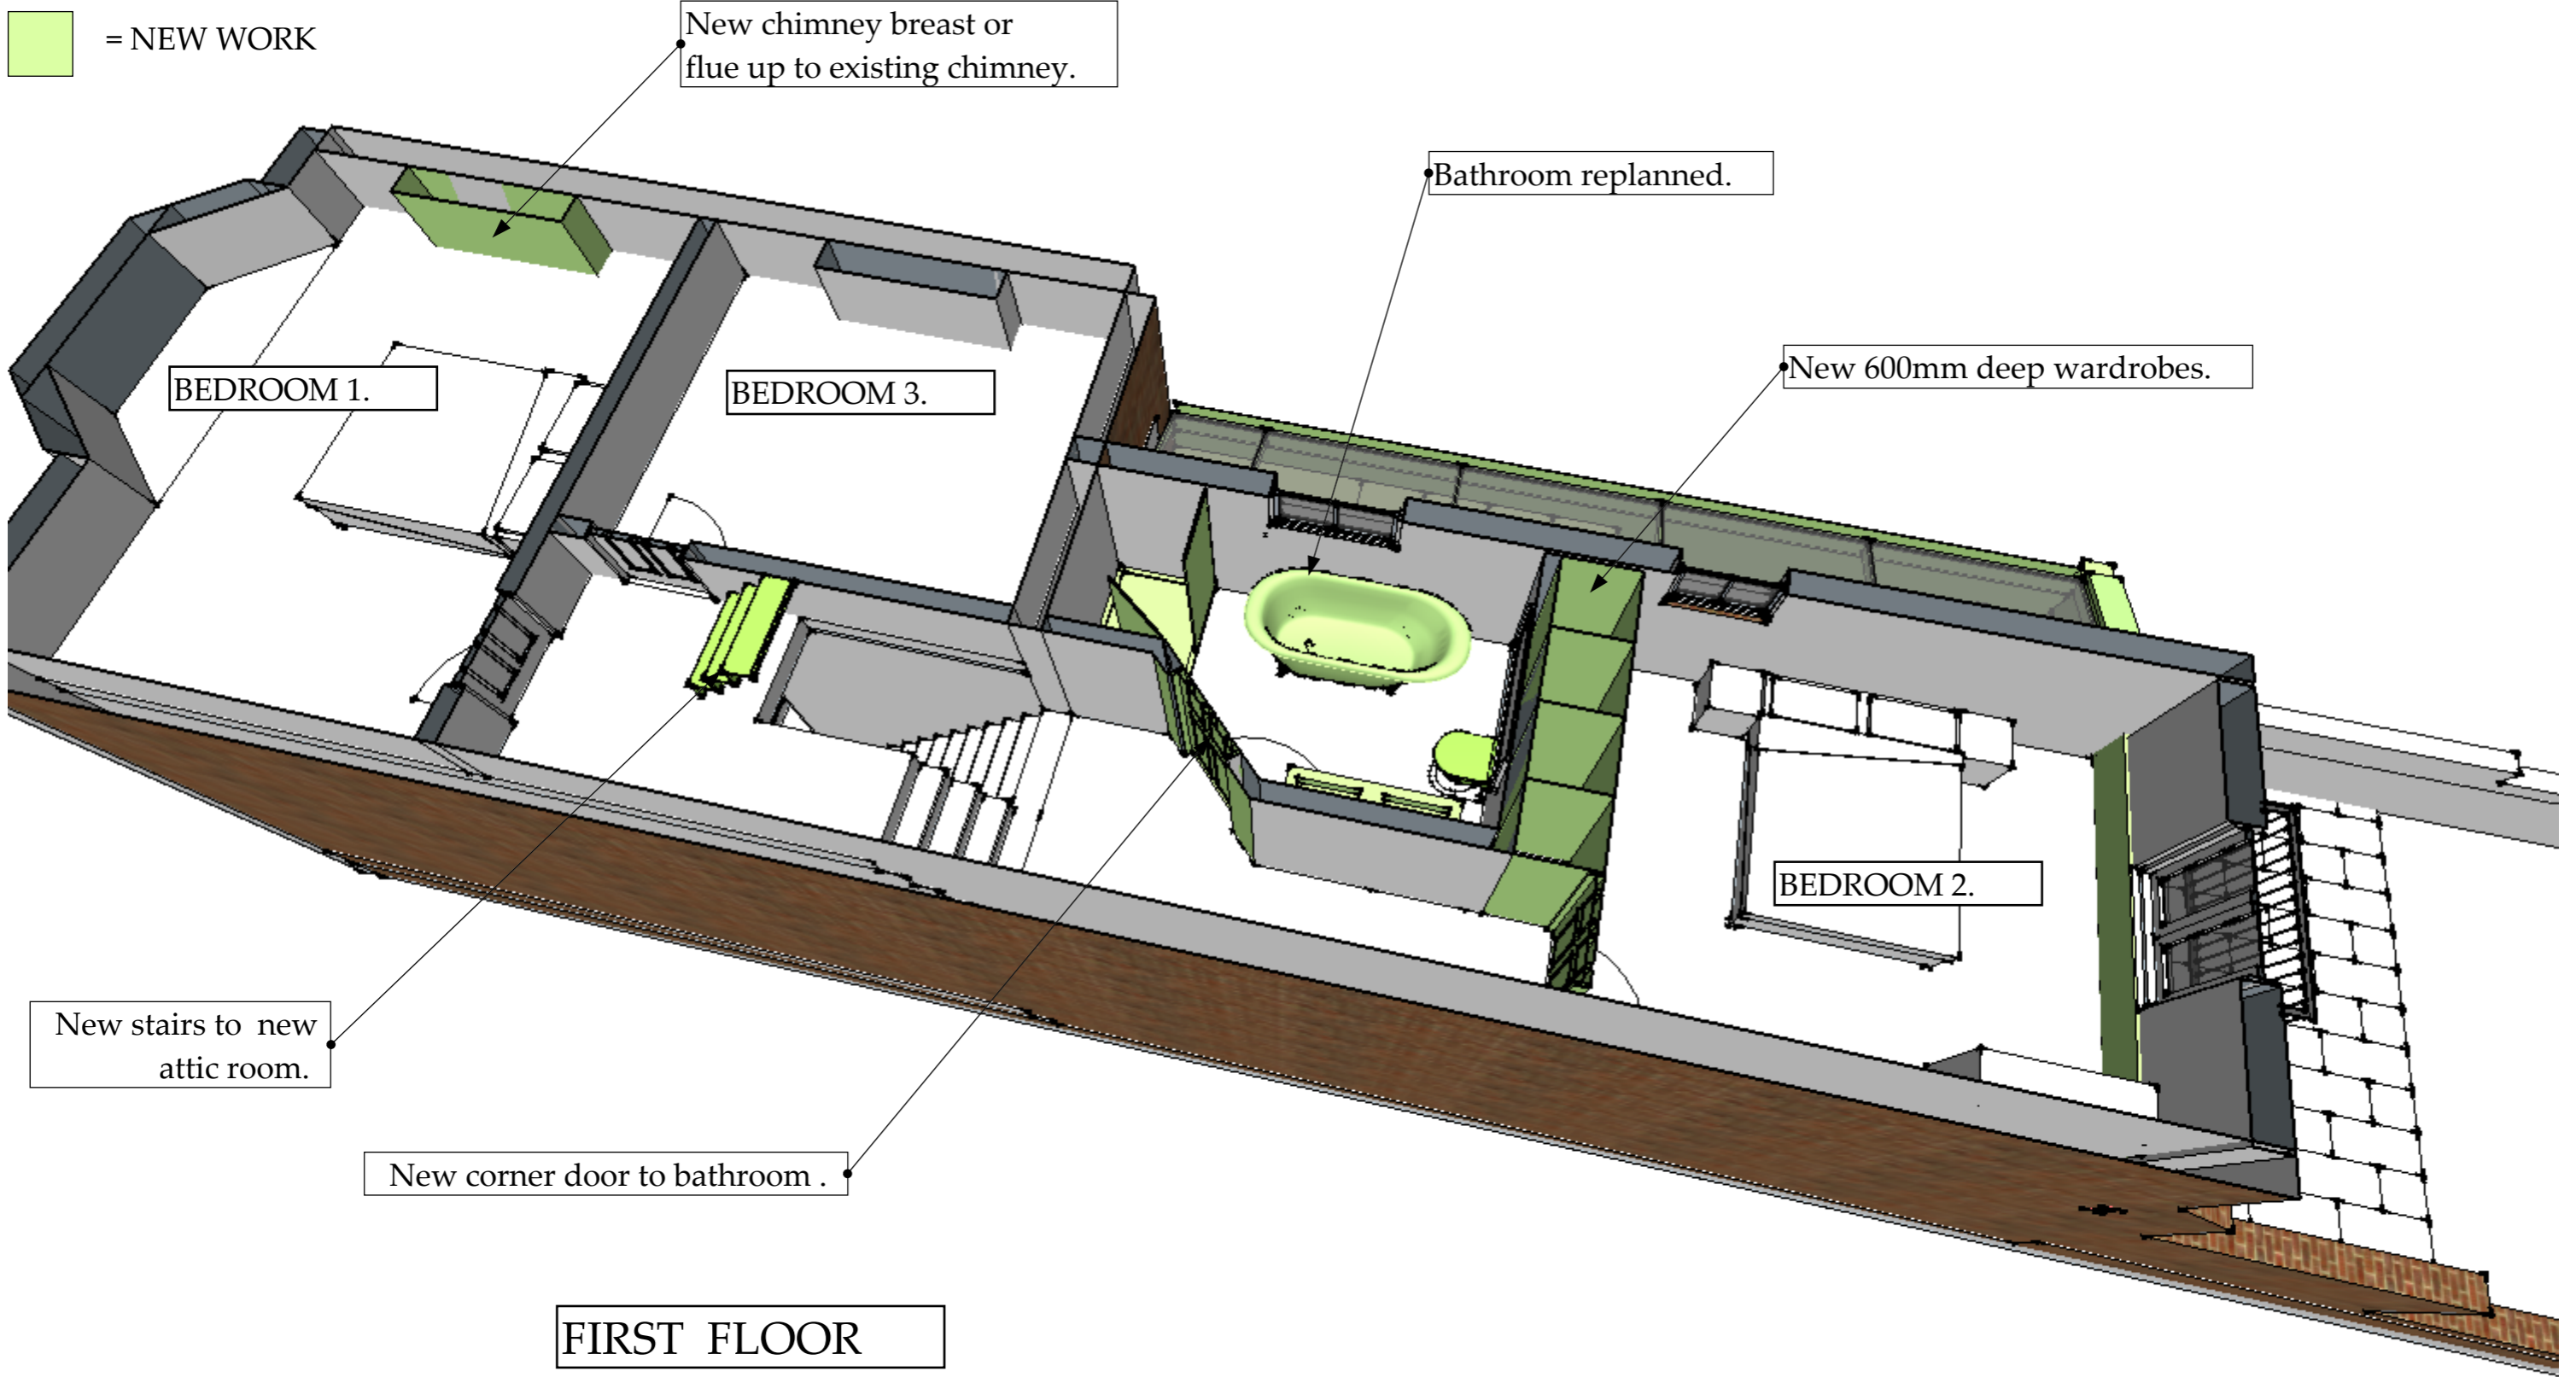 = NEW WORK
New chimney breast or
flue up to existing chimney.
Bathroom replanned.
New 600mm deep wardrobes.
BEDROOM 1.
BEDROOM 3.
BEDROOM 2.
New stairs to  new
attic room.
New corner door to bathroom .
FIRST  FLOOR